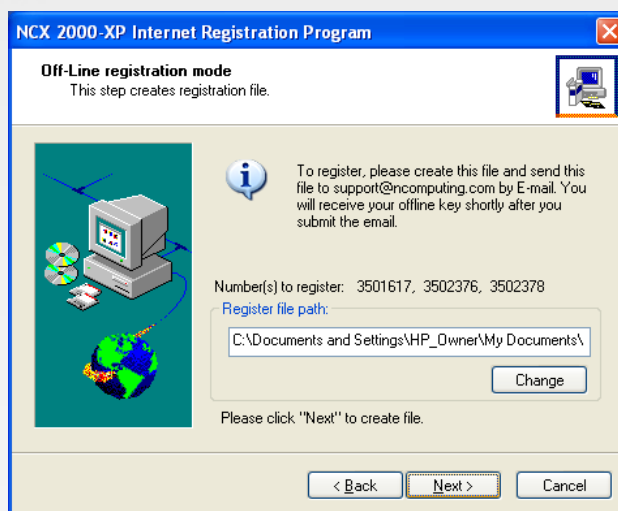 NCX 2000-XP Internet Registration Program
Off-Line registration mode
This step creates registration file.
To register, please create this file and send this
file to support@ncomputing.com by E-mail. You
will receive your offline key shortly after you
submit the email.
Number(s) to register: 3501617, 3502376, 3502378
Register file path:
C:\Documents and Settings\HP_Owner\My Documents\
Change
Please click "Next" to create file.
< Back
Next >
Cancel